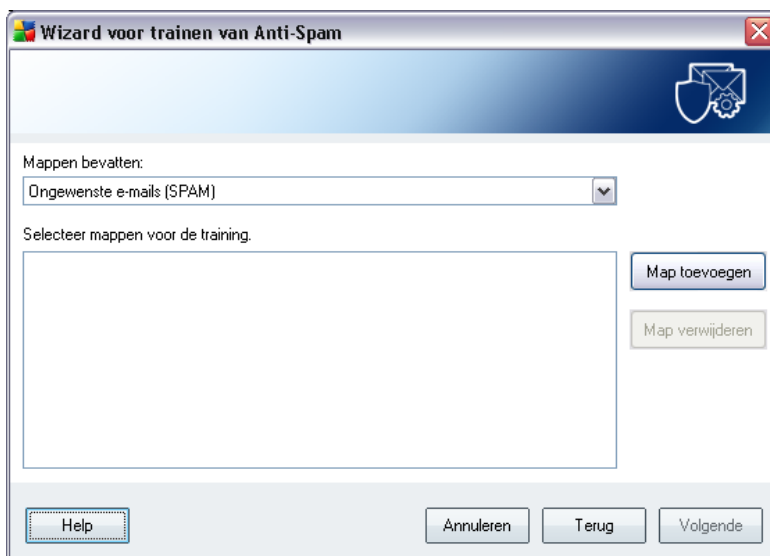 Wizard voor trainen van Anti-Spam
Mappen bevatten:
Ongewenste e-mails (SPAM)
Selecteer mappen voor de training.
Map toevoegen
Map verwijderen
Help
Annuleren
Terug
Volgende